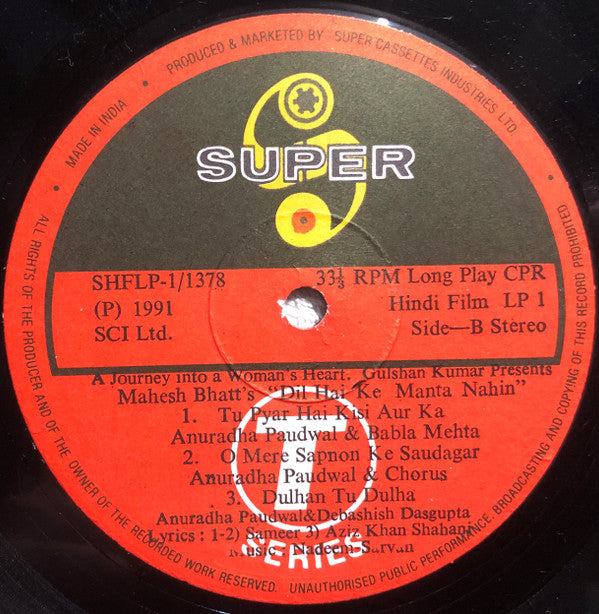 PRODUCED & MARKETED BY SUPER CASSETTES INDUSTRIES LTD.
MADE IN INDIA
SUPER
SHFLP-1/1378
33⅓ RPM Long Play CPR
(P) 1991
Hindi Film LP 1
SCI Ltd.
Side—B Stereo
A Journey into a Woman's Heart. Gulshan Kumar Presents
Mahesh Bhatt's "Dil Hai Ke Manta Nahin"
1. Tu Pyar Hai Kisi Aur Ka
Anuradha Paudwal & Babla Mehta
2. O Mere Sapnon Ke Saudagar
Anuradha Paudwal & Chorus
3. Dulhan Tu Dulha
Anuradha Paudwal&Debashish Dasgupta
Lyrics : 1-2) Sameer 3) Aziz Khan Shahani
Music : Nadeem-Sarvan
T
SERIES
ALL RIGHTS OF THE PRODUCER AND OF THE OWNER OF THE RECORDED WORK RESERVED. UNAUTHORISED PUBLIC PERFORMANCE. BROADCASTING AND COPYING OF THIS RECORD PROHIBITED.